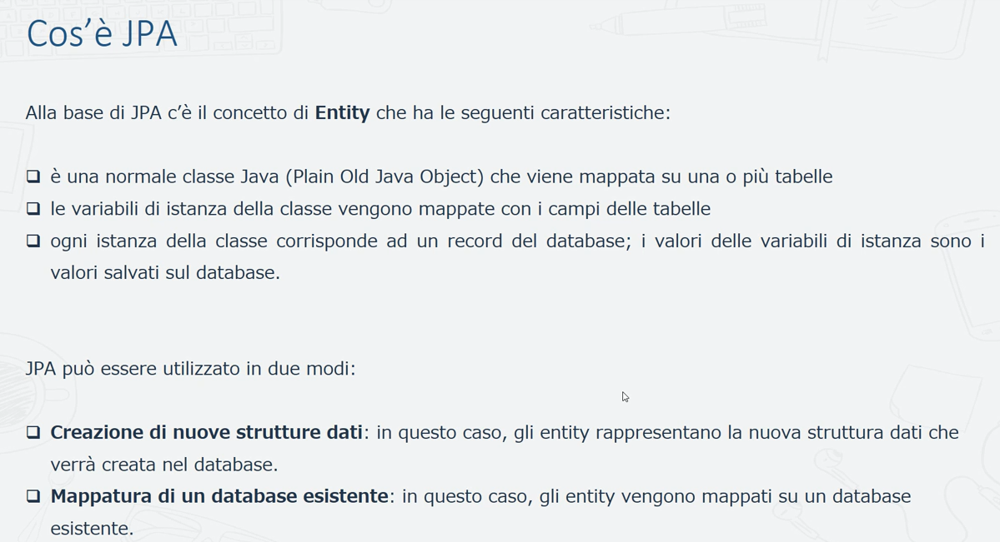 Cos’è JPA
Alla base di JPA c’è il concetto di Entity che ha le seguenti caratteristiche:
❑ è una normale classe Java (Plain Old Java Object) che viene mappata su una o più tabelle
❑ le variabili di istanza della classe vengono mappate con i campi delle tabelle
❑ ogni istanza della classe corrisponde ad un record del database; i valori delle variabili di istanza sono i
valori salvati sul database.
JPA può essere utilizzato in due modi:
❑ Creazione di nuove strutture dati: in questo caso, gli entity rappresentano la nuova struttura dati che
verrà creata nel database.
❑ Mappatura di un database esistente: in questo caso, gli entity vengono mappati su un database
esistente.